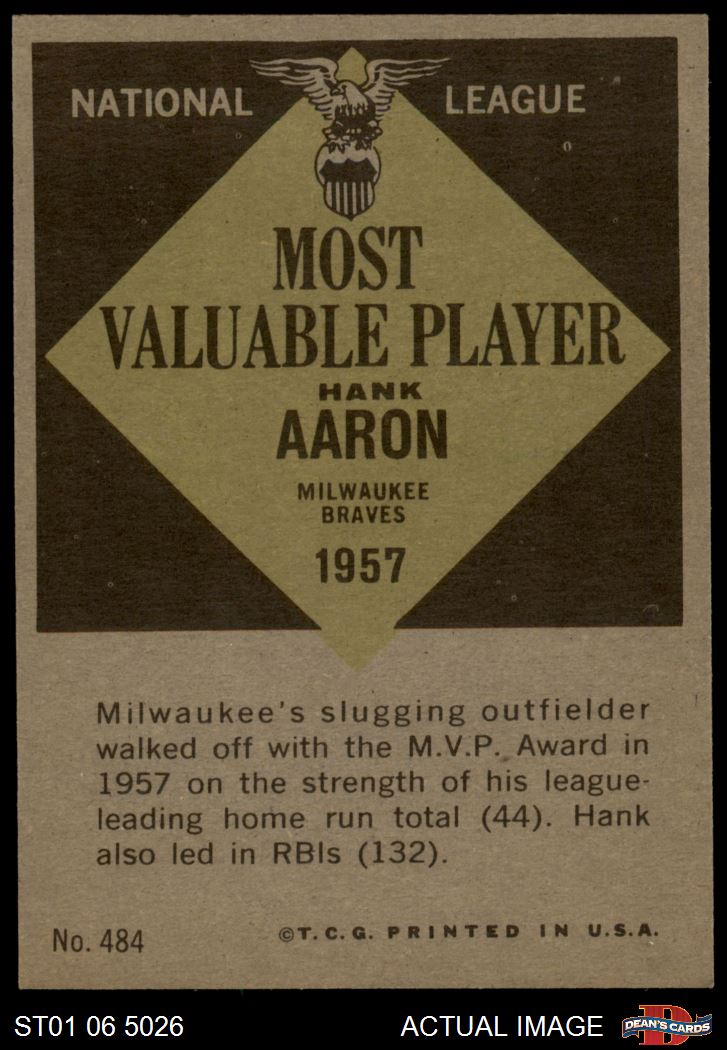 NATIONAL LEAGUE
MOST
VALUABLE PLAYER
HANK
AARON
MILWAUKEE
BRAVES
1957
Milwaukee's slugging outfielder
walked off with the M.V.P. Award in
1957 on the strength of his league-
leading home run total (44). Hank
also led in RBIs (132).
No. 484 ©T.C.G. PRINTED IN U.S.A.
ST01 06 5026 ACTUAL IMAGE D DEAN'S CARDS